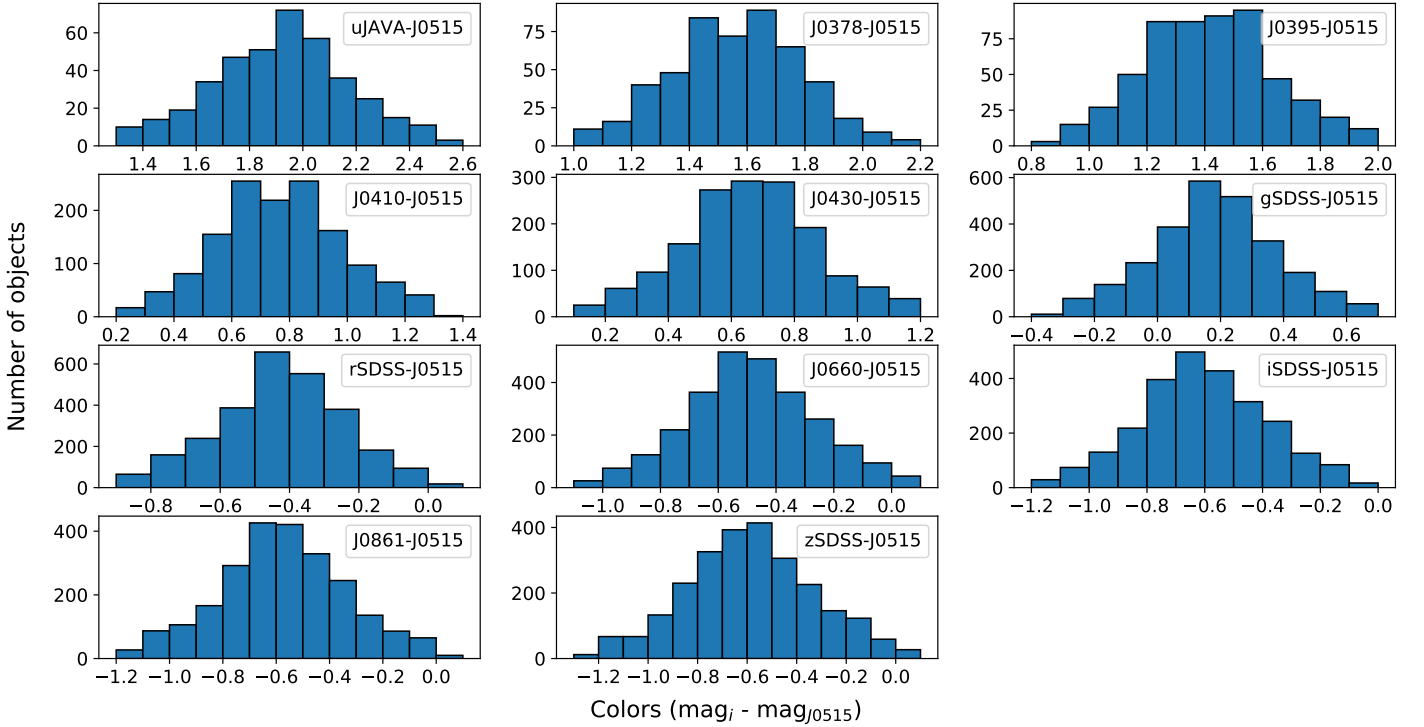 Number of objects
60
40
20
0
uJAVA-J0515
1.4 1.6 1.8 2.0 2.2 2.4 2.6
75
50
25
0
J0378-J0515
1.0 1.2 1.4 1.6 1.8 2.0 2.2
75
50
25
0
J0395-J0515
0.8 1.0 1.2 1.4 1.6 1.8 2.0
200
100
0
J0410-J0515
0.2 0.4 0.6 0.8 1.0 1.2 1.4
300
200
100
0
J0430-J0515
0.2 0.4 0.6 0.8 1.0 1.2
600
400
200
0
gSDSS-J0515
−0.4 −0.2 0.0 0.2 0.4 0.6
600
400
200
0
rSDSS-J0515
−0.8 −0.6 −0.4 −0.2 0.0
400
200
0
J0660-J0515
−1.0 −0.8 −0.6 −0.4 −0.2 0.0
400
200
0
iSDSS-J0515
−1.2 −1.0 −0.8 −0.6 −0.4 −0.2 0.0
400
200
0
J0861-J0515
−1.2 −1.0 −0.8 −0.6 −0.4 −0.2 0.0
400
200
0
zSDSS-J0515
−1.2 −1.0 −0.8 −0.6 −0.4 −0.2 0.0
Colors (magᵢ - mag_J0515)